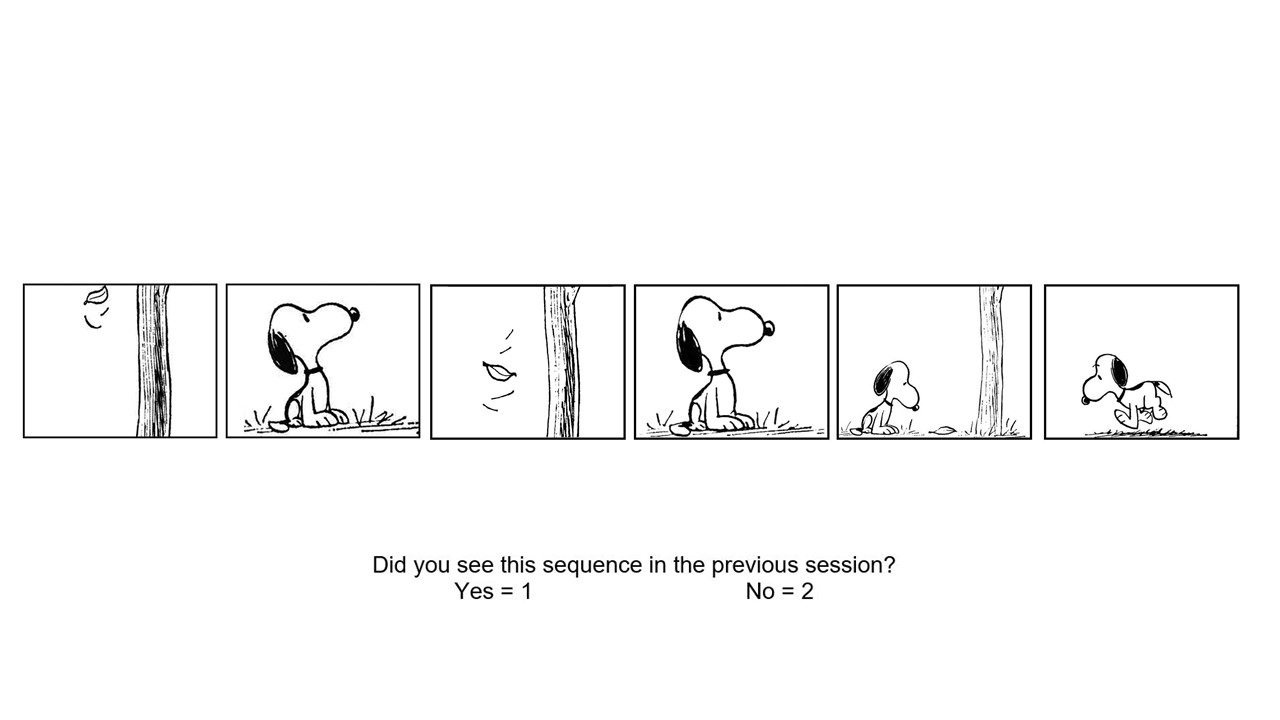 Did you see this sequence in the previous session?
Yes = 1 No = 2